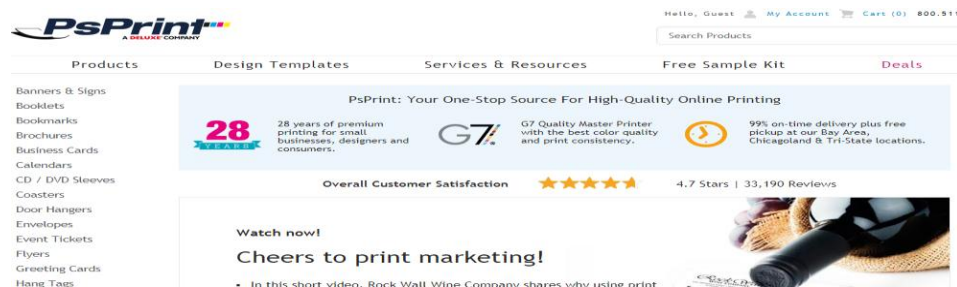 Hello, Guest My Account Cart (0) 800.511
PsPrint
A DELUXE COMPANY
Search Products
Products Design Templates Services & Resources Free Sample Kit Deals
Banners & Signs
Booklets
Bookmarks
Brochures
Business Cards
Calendars
CD / DVD Sleeves
Coasters
Door Hangers
Envelopes
Event Tickets
Flyers
Greeting Cards
Hang Tags
PsPrint: Your One-Stop Source For High-Quality Online Printing
28
YEARS
28 years of premium
printing for small
businesses, designers and
consumers.
G7
G7 Quality Master Printer
with the best color quality
and print consistency.
99% on-time delivery plus free
pickup at our Bay Area,
Chicagoland & Tri-State locations.
Overall Customer Satisfaction 4.7 Stars | 33,190 Reviews
Watch now!
Cheers to print marketing!
• In this short video, Rock Wall Wine Company shares why using print